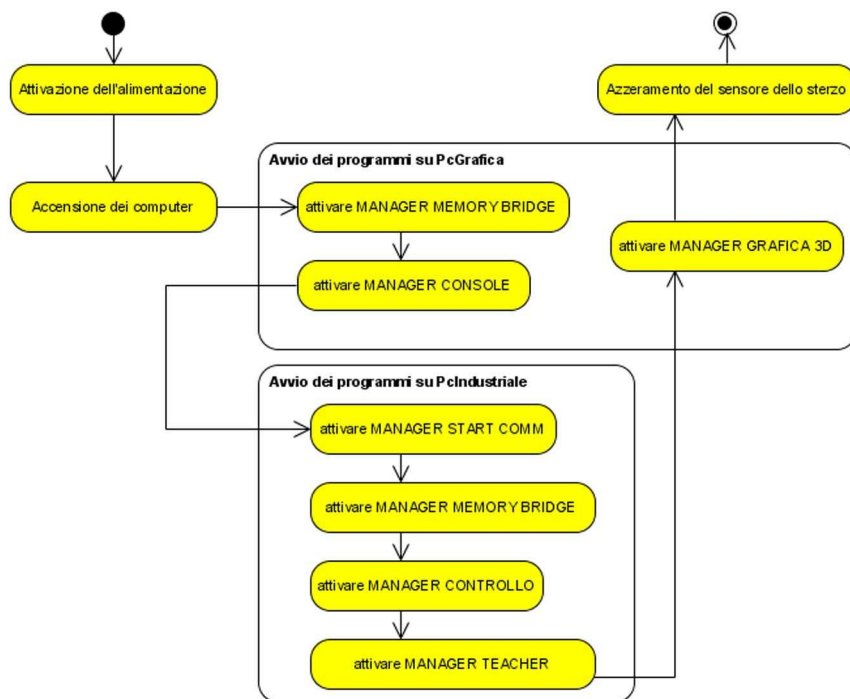 Attivazione dell'alimentazione
Accensione dei computer
Avvio dei programmi su PcGrafica
attivare MANAGER MEMORY BRIDGE
attivare MANAGER CONSOLE
Avvio dei programmi su PcIndustriale
attivare MANAGER START COMM
attivare MANAGER MEMORY BRIDGE
attivare MANAGER CONTROLLO
attivare MANAGER TEACHER
attivare MANAGER GRAFICA 3D
Azzeramento del sensore dello sterzo